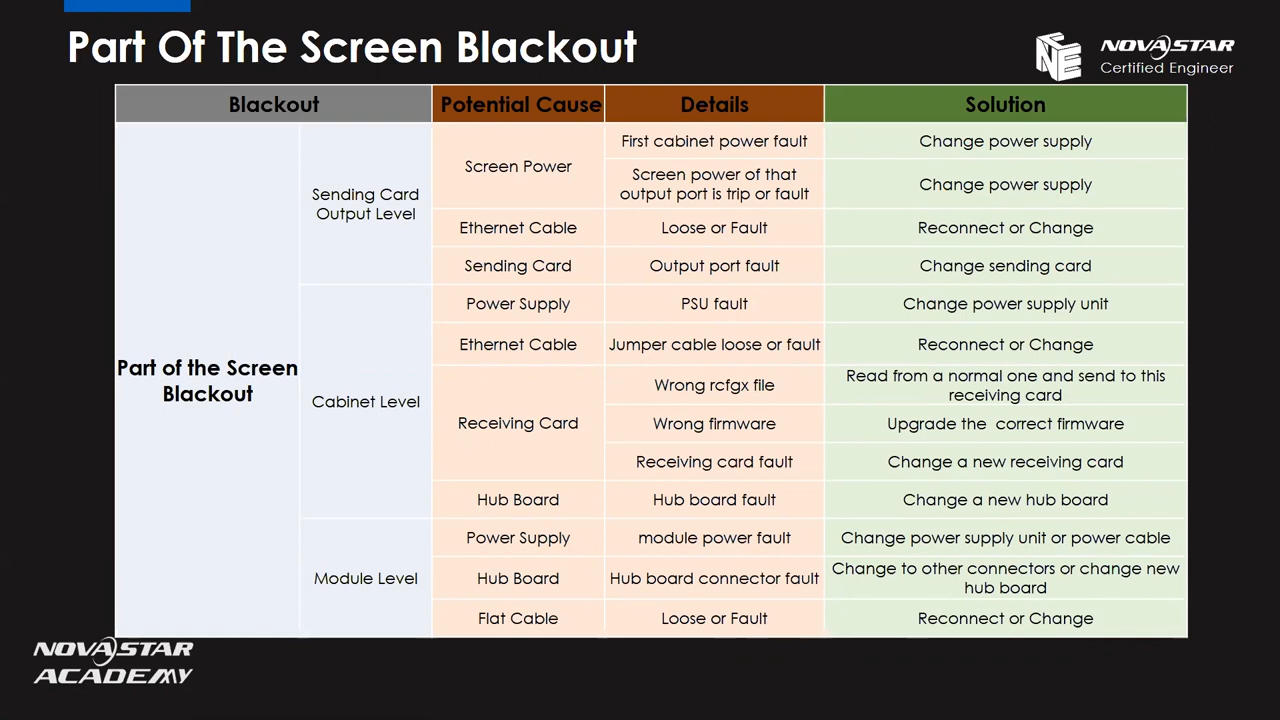 Part Of The Screen Blackout
NOVASTAR
Certified Engineer
Blackout
Potential Cause
Details
Solution
Part of the Screen
Blackout
Sending Card
Output Level
Screen Power
First cabinet power fault
Change power supply
Screen power of that
output port is trip or fault
Change power supply
Ethernet Cable
Loose or Fault
Reconnect or Change
Sending Card
Output port fault
Change sending card
Cabinet Level
Power Supply
PSU fault
Change power supply unit
Ethernet Cable
Jumper cable loose or fault
Reconnect or Change
Receiving Card
Wrong rcfgx file
Read from a normal one and send to this
receiving card
Wrong firmware
Upgrade the  correct firmware
Receiving card fault
Change a new receiving card
Hub Board
Hub board fault
Change a new hub board
Module Level
Power Supply
module power fault
Change power supply unit or power cable
Hub Board
Hub board connector fault
Change to other connectors or change new
hub board
Flat Cable
Loose or Fault
Reconnect or Change
NOVASTAR
ACADEMY